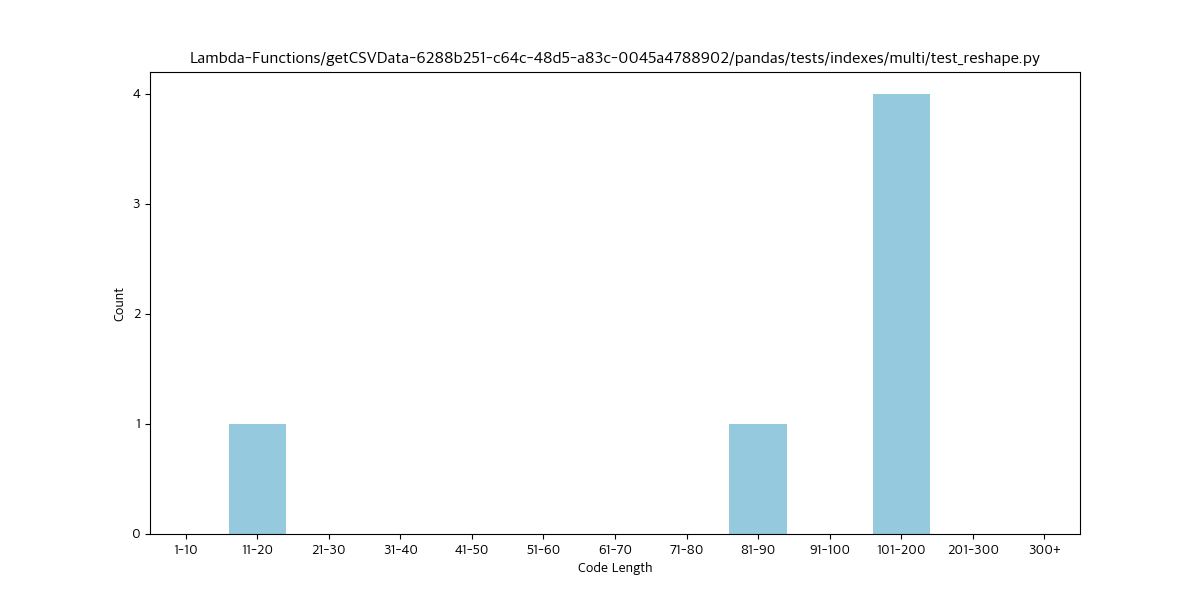 Lambda-Functions/getCSVData-6288b251-c64c-48d5-a83c-0045a4788902/pandas/tests/indexes/multi/test_reshape.py
4
3
2
1
0
Count
1-10 11-20 21-30 31-40 41-50 51-60 61-70 71-80 81-90 91-100 101-200 201-300 300+
Code Length